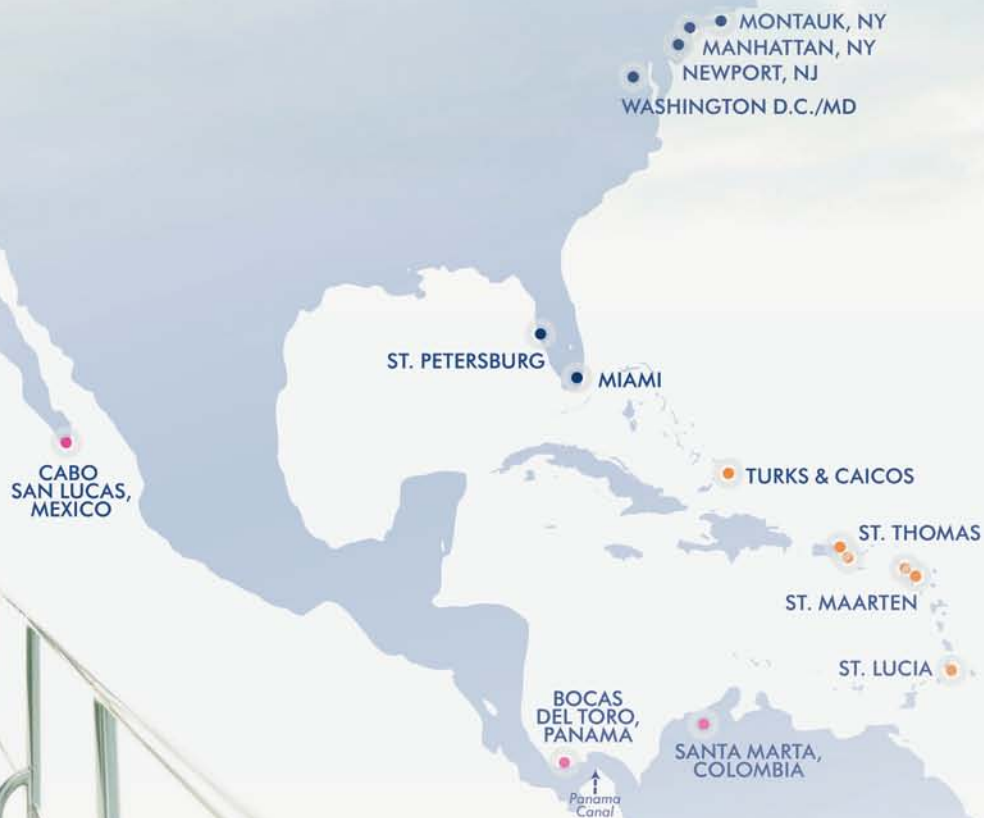 MONTAUK, NY
MANHATTAN, NY
NEWPORT, NJ
WASHINGTON D.C./MD
ST. PETERSBURG
MIAMI
CABO
SAN LUCAS,
MEXICO
TURKS & CAICOS
ST. THOMAS
ST. MAARTEN
ST. LUCIA
BOCAS
DEL TORO,
PANAMA
SANTA MARTA,
COLOMBIA
Panama
Canal